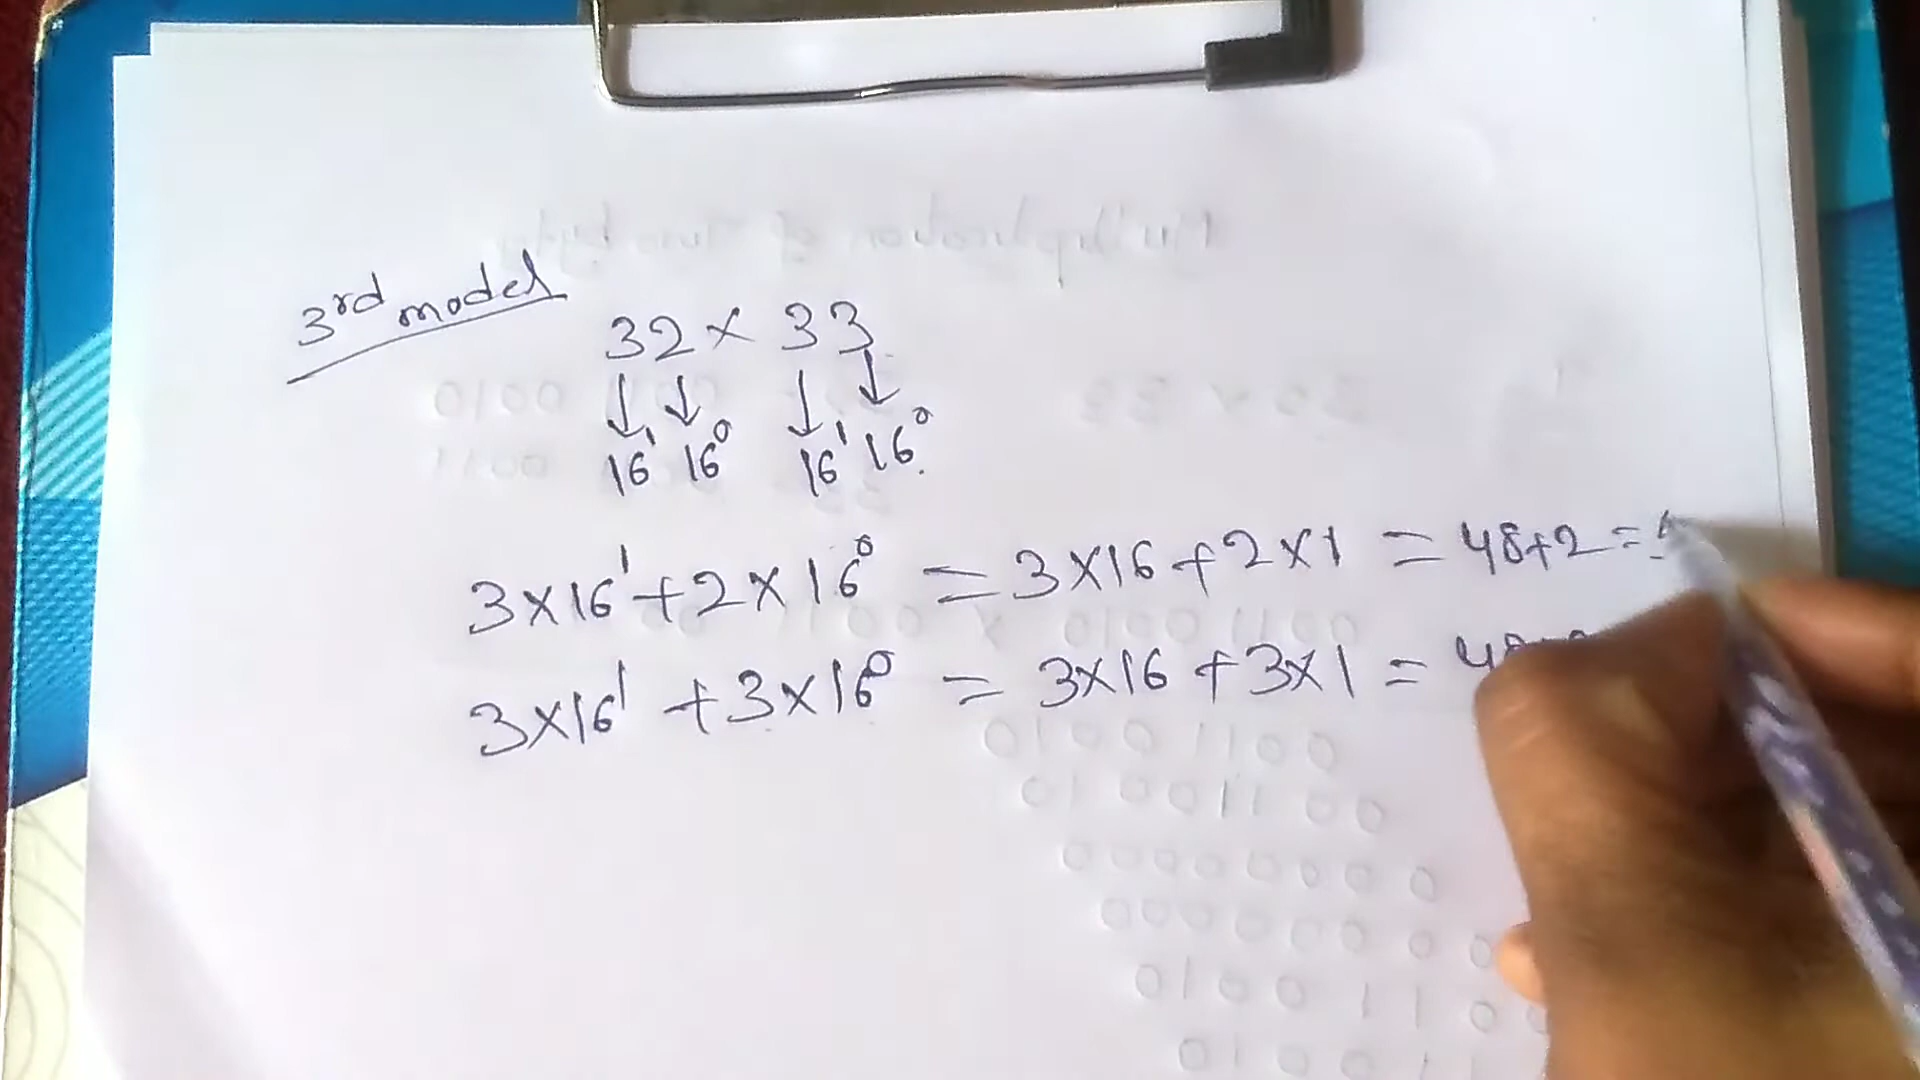 3rd model
32 × 33
↓ ↓ ↓ ↓
16¹ 16⁰ 16¹ 16⁰
3×16¹+2×16⁰ = 3×16+2×1 = 48+2 =
3×16¹ +3×16⁰ = 3×16 +3×1 = 48